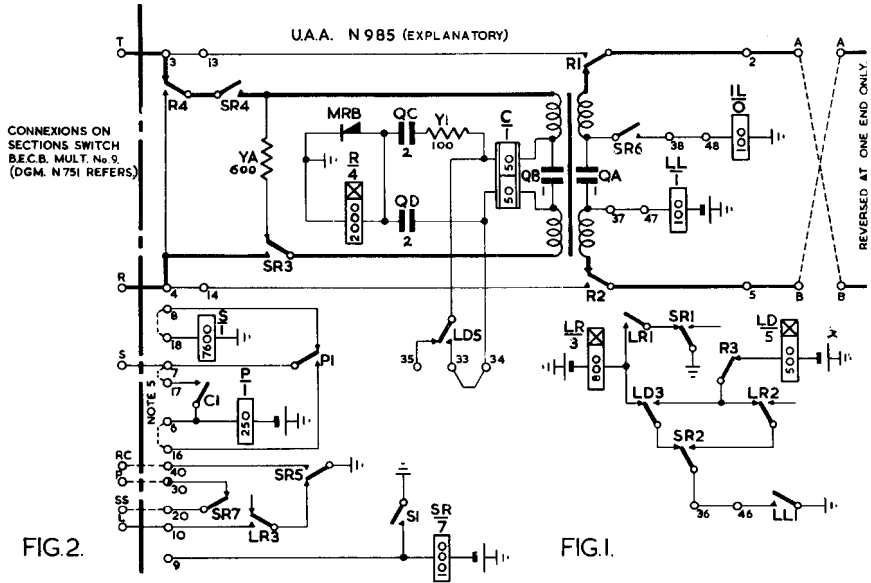 U.A.A. N 985 (EXPLANATORY)
T
3
13
R1
2
A
A
R4
SR4
MRB
QC
2
Y1
100
C
1
50
50
IL
O
100
SR6
38
48
CONNEXIONS ON
SECTIONS SWITCH
B.E.C.B. MULT. No. 9.
(DGM. N 751 REFERS)
YA
600
R
4
2000
QD
2
QB
1
QA
1
LL
1
100
37
47
REVERSED AT ONE END ONLY.
SR3
R
4
14
R2
5
B
B
8
18
S
1
7600
P1
LD5
35
33
34
LR
3
800
LR1
SR1
R3
LD
5
500
S
7
17
NOTE 5
C1
P
1
250
6
16
LD3
LR2
SR2
RC
40
P
30
SR5
SS
20
SR7
L
10
LR3
S1
SR
7
1000
36
46
LL1
9
FIG.2.
FIG.1.